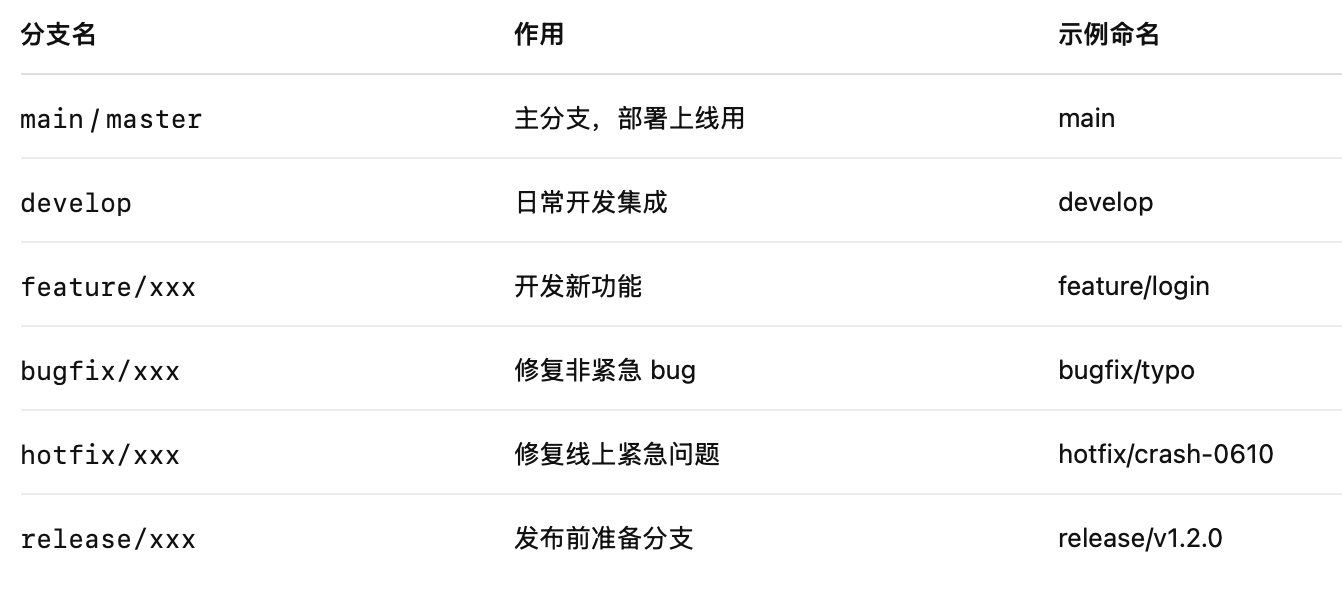 分支名 作用 示例命名
main / master 主分支，部署上线用 main
develop 日常开发集成 develop
feature/xxx 开发新功能 feature/login
bugfix/xxx 修复非紧急 bug bugfix/typo
hotfix/xxx 修复线上紧急问题 hotfix/crash-0610
release/xxx 发布前准备分支 release/v1.2.0